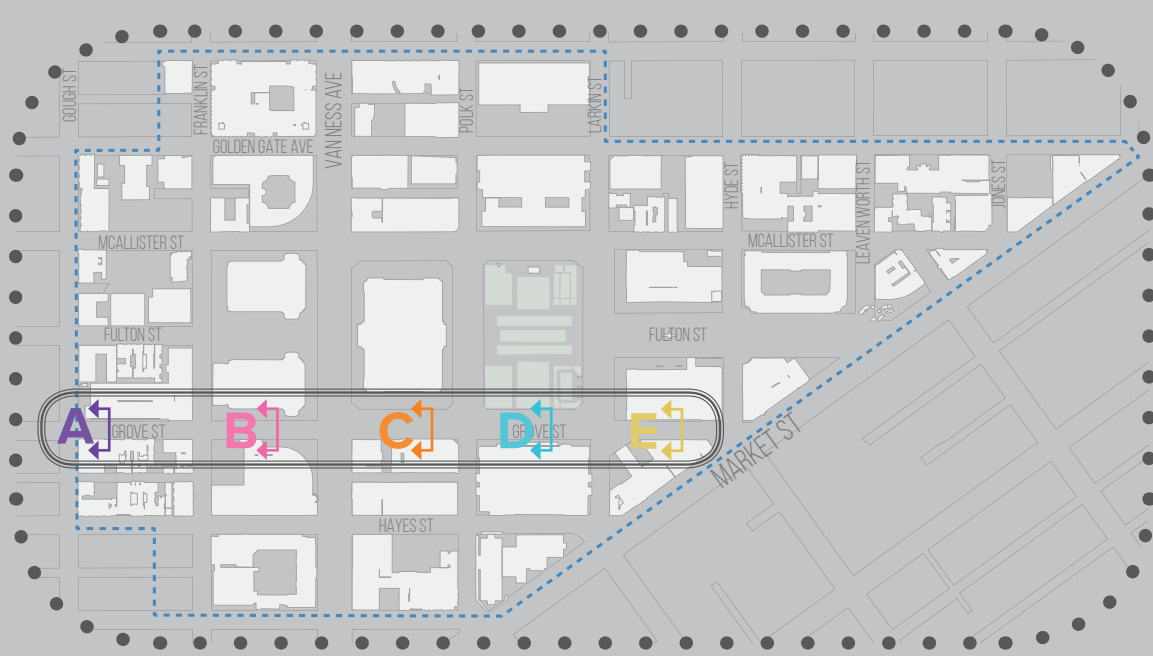 GOUGH ST
FRANKLIN ST
VAN NESS AVE
POLK ST
LARKIN ST
GOLDEN GATE AVE
HYDE ST
LEAVENWORTH ST
JONES ST
MCALLISTER ST
MCALLISTER ST
FULTON ST
FULTON ST
A
B
C
D
E
GROVE ST
GROVE ST
MARKET ST
HAYES ST